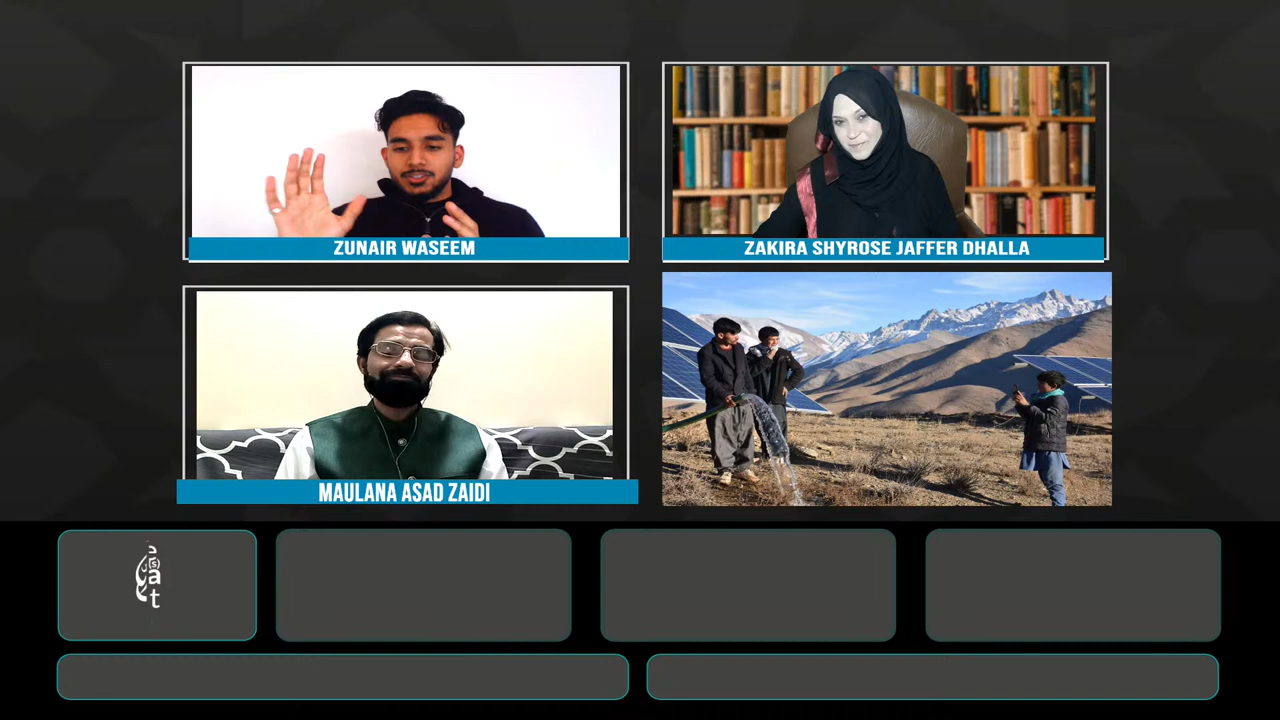 ZUNAIR WASEEM
ZAKIRA SHYROSE JAFFER DHALLA
MAULANA ASAD ZAIDI